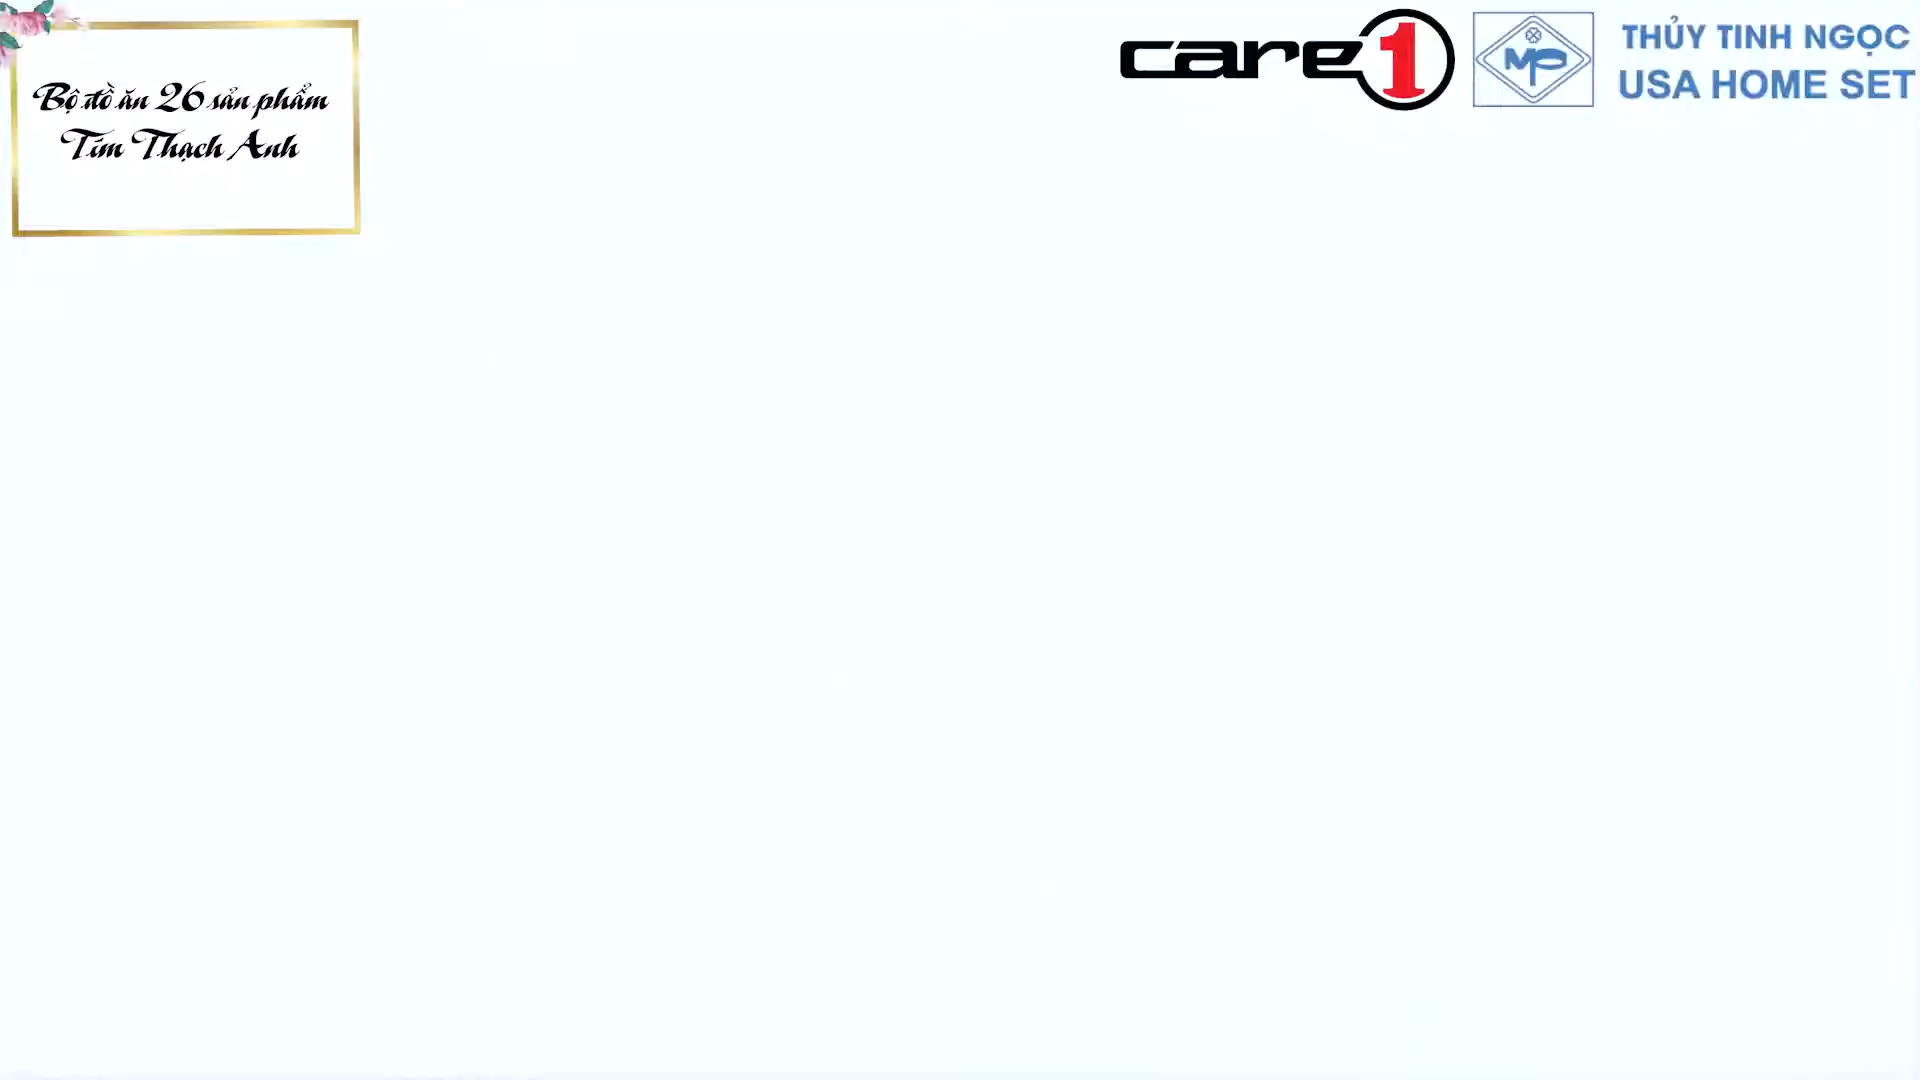 Bộ đồ ăn 26 sản phẩm
Tím Thạch Anh
care1
MP
THỦY TINH NGỌC
USA HOME SET